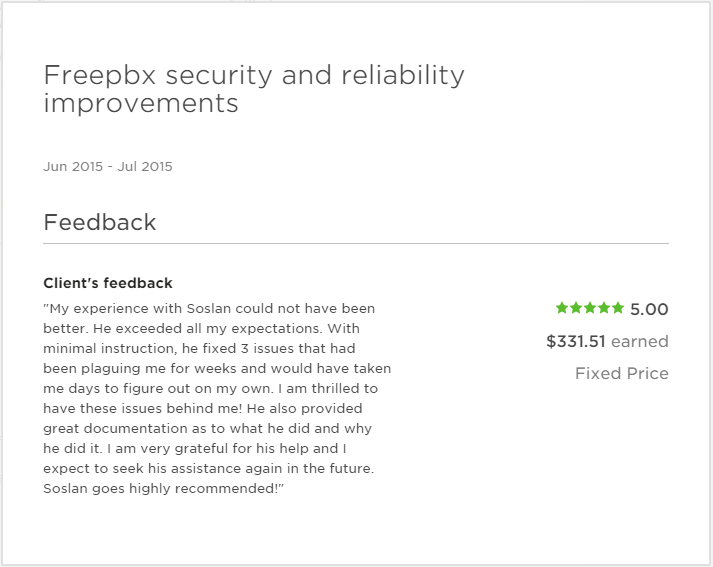 Freepbx security and reliability
improvements
Jun 2015 - Jul 2015
Feedback
Client's feedback
"My experience with Soslan could not have been
better. He exceeded all my expectations. With
minimal instruction, he fixed 3 issues that had
been plaguing me for weeks and would have taken
me days to figure out on my own. I am thrilled to
have these issues behind me! He also provided
great documentation as to what he did and why
he did it. I am very grateful for his help and I
expect to seek his assistance again in the future.
Soslan goes highly recommended!"
5.00
$331.51 earned
Fixed Price